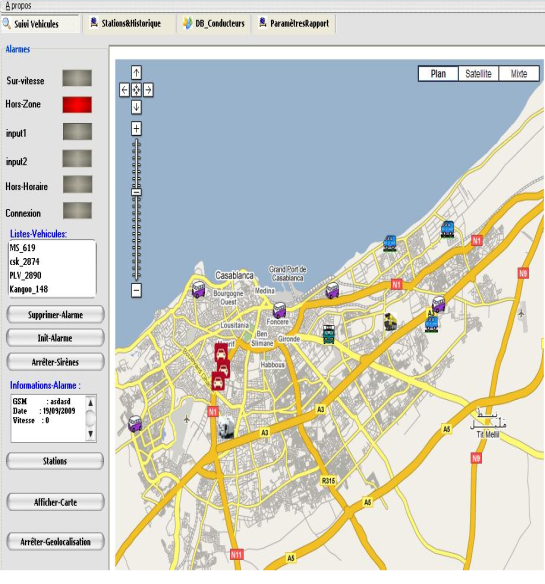 A propos
Suivi Vehicules
Stations&Historique
DB_Conducteurs
ParamètresRapport
Alarmes
Sur-vitesse
Hors-Zone
input1
input2
Hors-Horaire
Connexion
Listes-Vehicules:
MS_619
csk_2874
PLV_2890
Kangoo_148
Supprimer-Alarme
Init-Alarme
Arrêter-Sirènes
Informations-Alarme :
GSM : asdasd
Date : 19/09/2009
Vitesse : 0
Stations
Afficher-Carte
Arrêter-Geolocalisation
Plan
Satellite
Mixte
N1
N9
Casablanca
Grand Port de
Casablanca
Bourgogne
Ouest
Medina
N1
Foncere
Lousitania
Ben
Slimane
Gironde
Habbous
N1
A3
A3
A5
Tit Mellil
N9
R315
A5
N11
A5